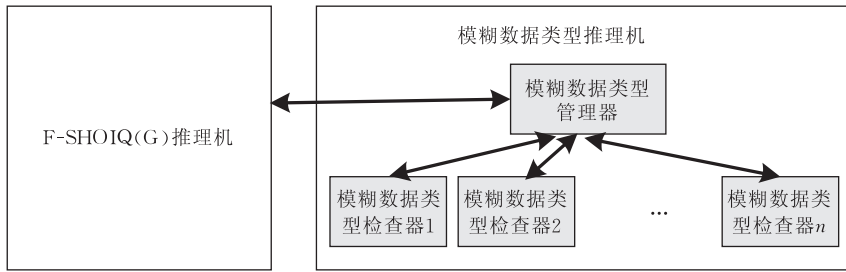 模糊数据类型推理机
模糊数据类型
管理器
F-SHOIQ(G)推理机
模糊数据类
型检查器1
模糊数据类
型检查器2
...
模糊数据类
型检查器n